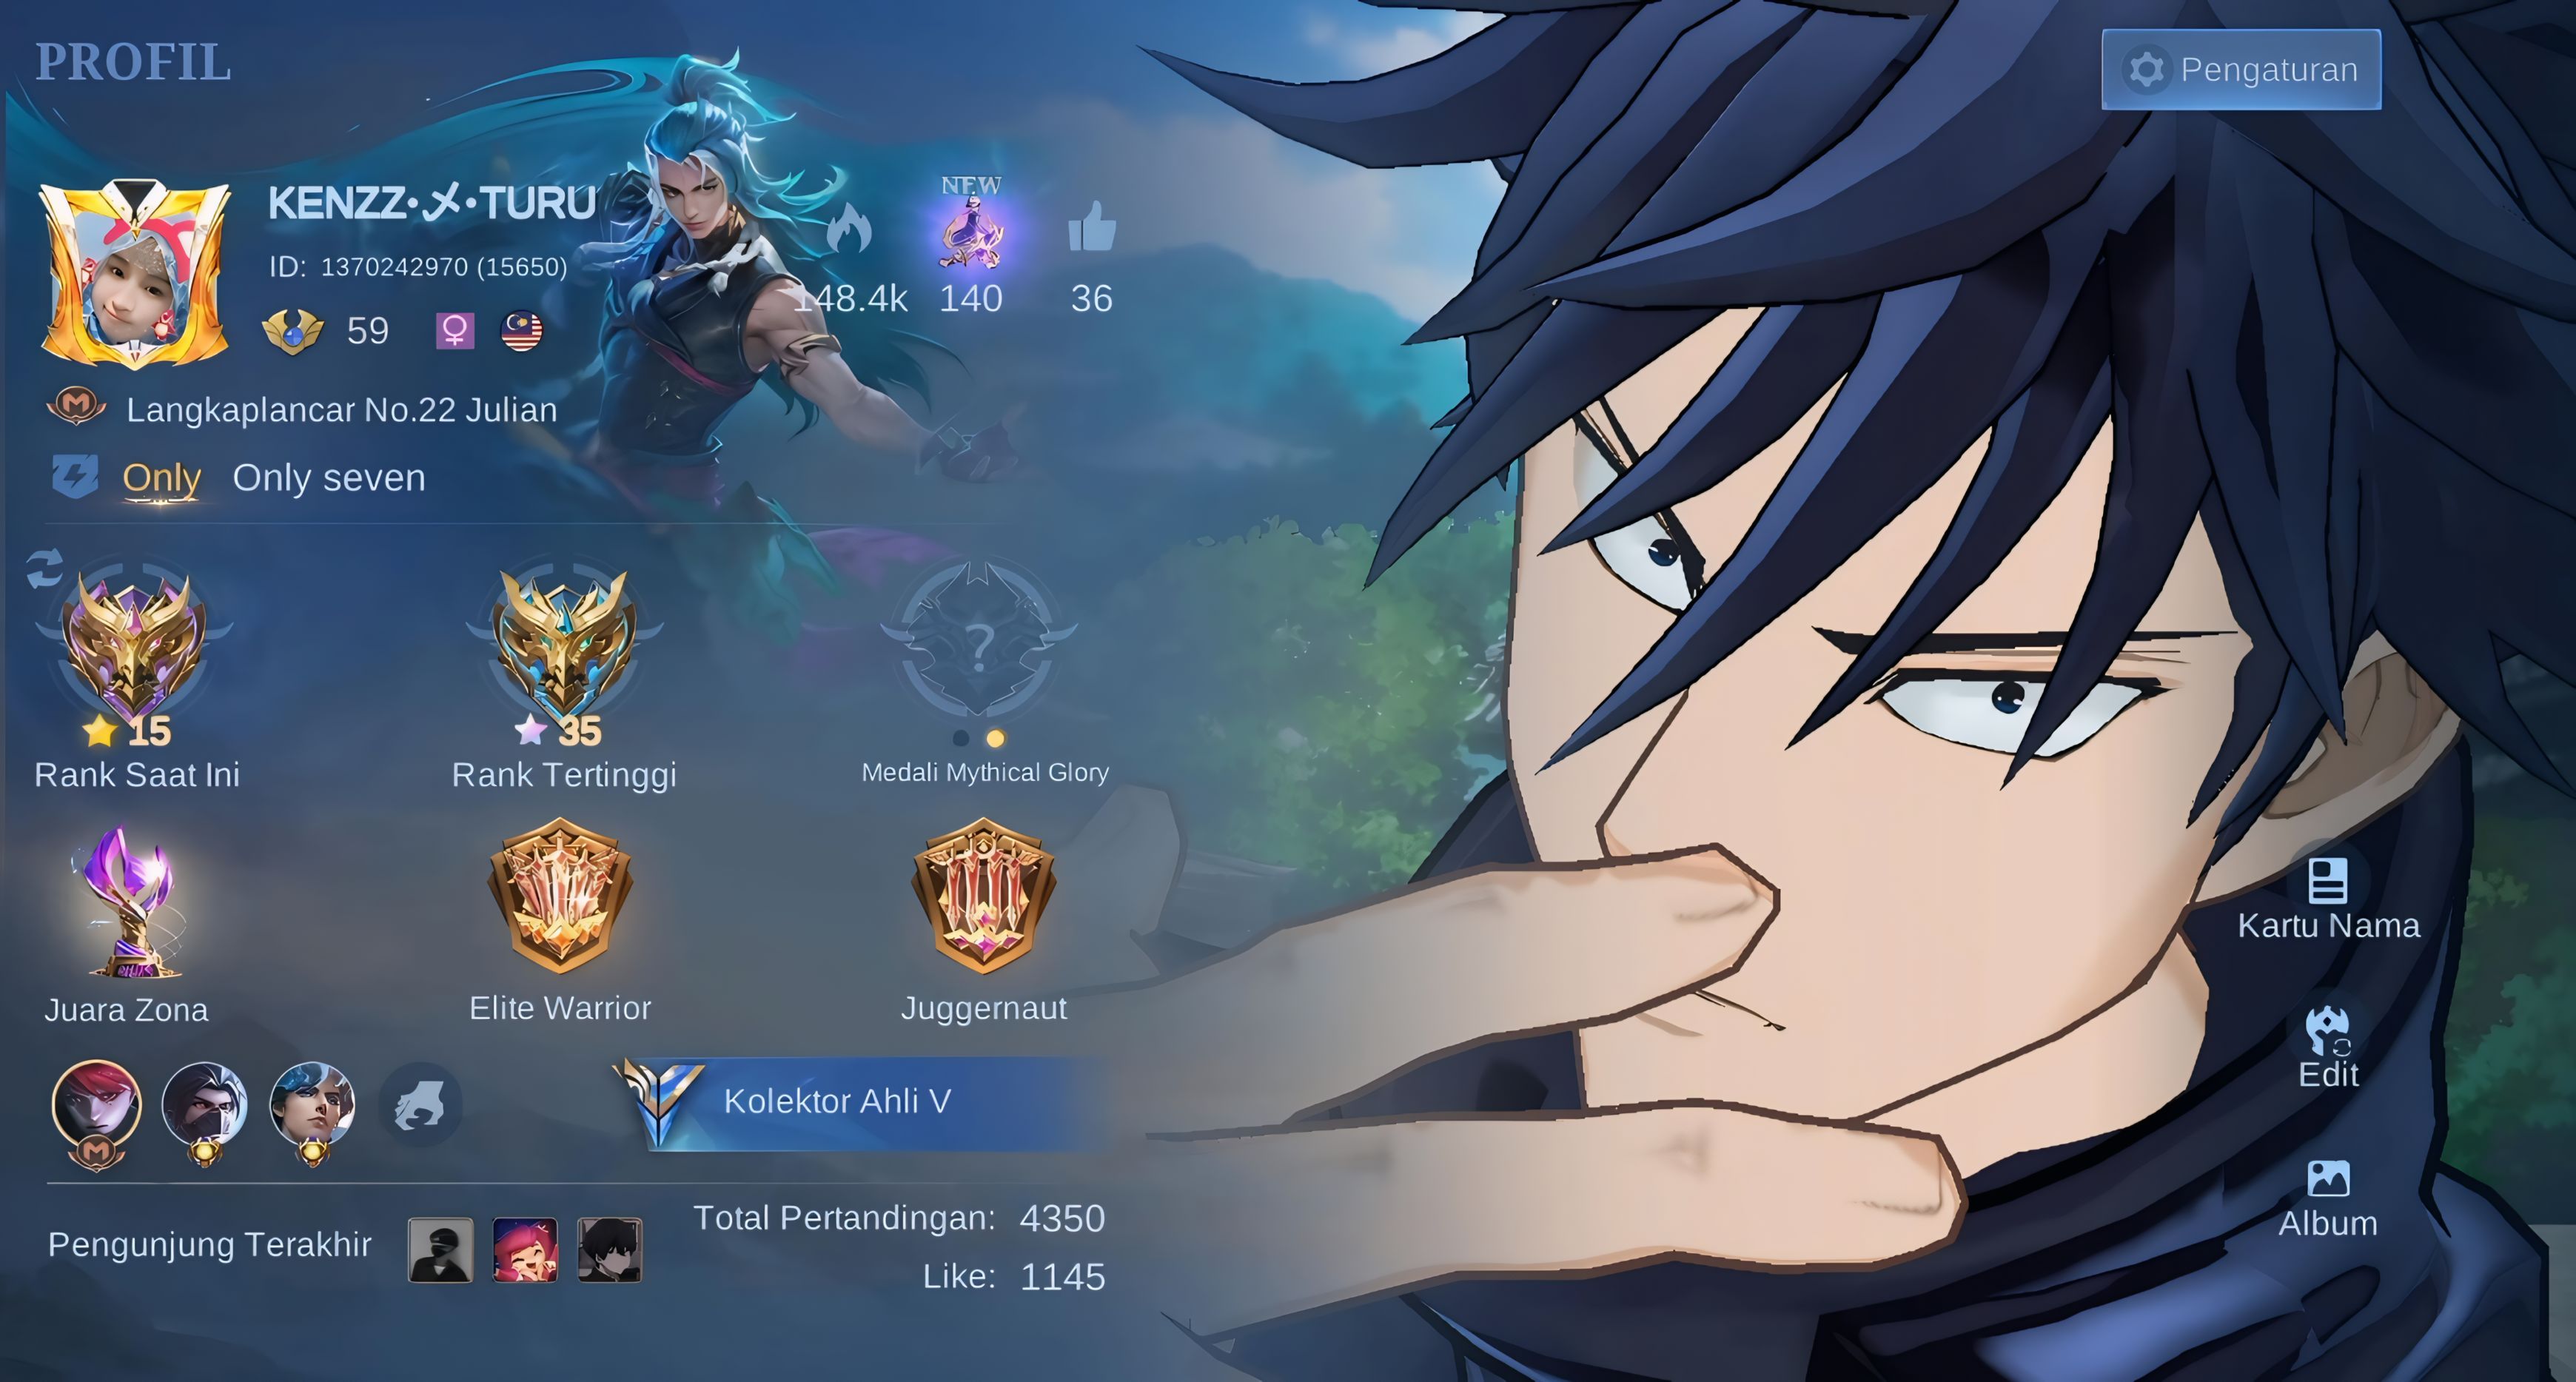 PROFIL
Pengaturan
KENZZ•メ•TURU
ID: 1370242970 (15650)
59
148.4k
NEW
140
36
Langkaplancar No.22 Julian
Only Only seven
15
35
?
Rank Saat Ini
Rank Tertinggi
Medali Mythical Glory
Juara Zona
Elite Warrior
Juggernaut
M
Kolektor Ahli V
Pengunjung Terakhir
Total Pertandingan: 4350
Like: 1145
Kartu Nama
Edit
Album